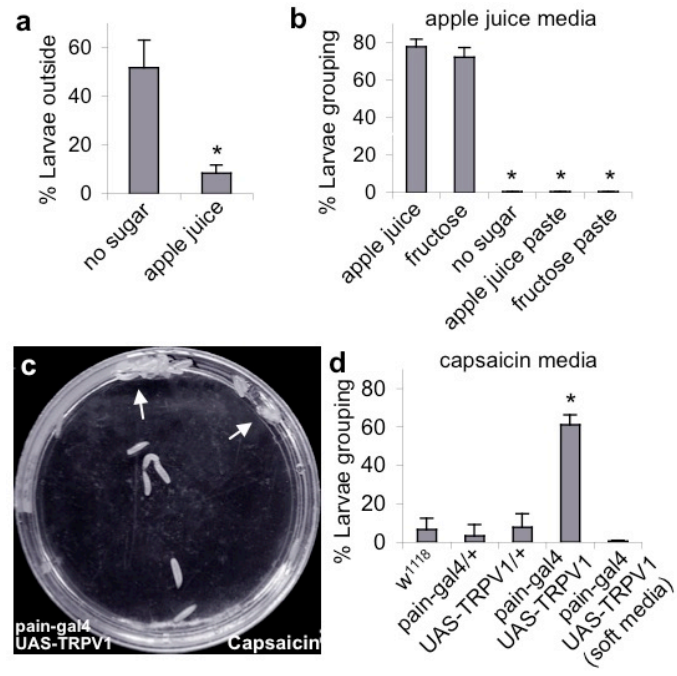 a
% Larvae outside
60
40
20
0
*
no sugar
apple juice
b
apple juice media
% Larvae grouping
80
60
40
20
0
*
*
*
apple juice
fructose
no sugar
apple juice paste
fructose paste
c
pain-gal4
UAS-TRPV1
Capsaicin
d
capsaicin media
% Larvae grouping
80
60
40
20
0
*
w1118
pain-gal4/+
UAS-TRPV1/+
pain-gal4
UAS-TRPV1
pain-gal4
UAS-TRPV1
(soft media)